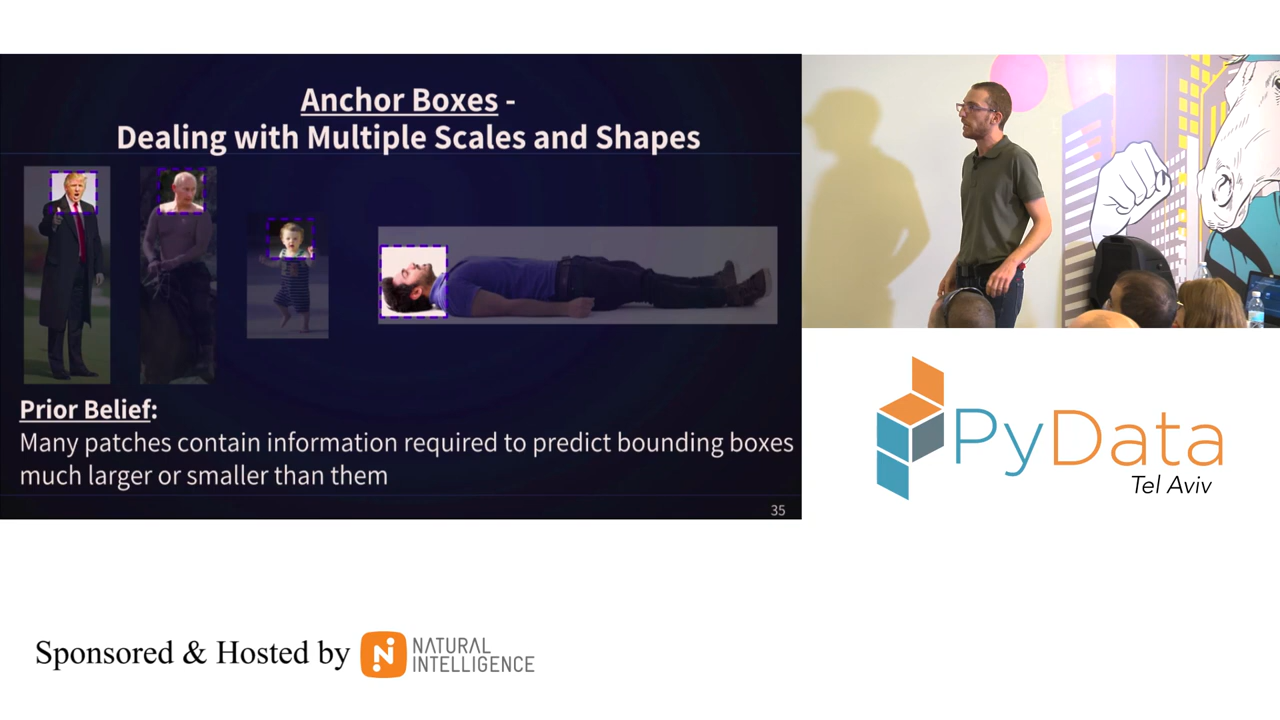 Anchor Boxes -
Dealing with Multiple Scales and Shapes
Prior Belief:
Many patches contain information required to predict bounding boxes
much larger or smaller than them
35
PyData
Tel Aviv
Sponsored & Hosted by
NATURAL
INTELLIGENCE